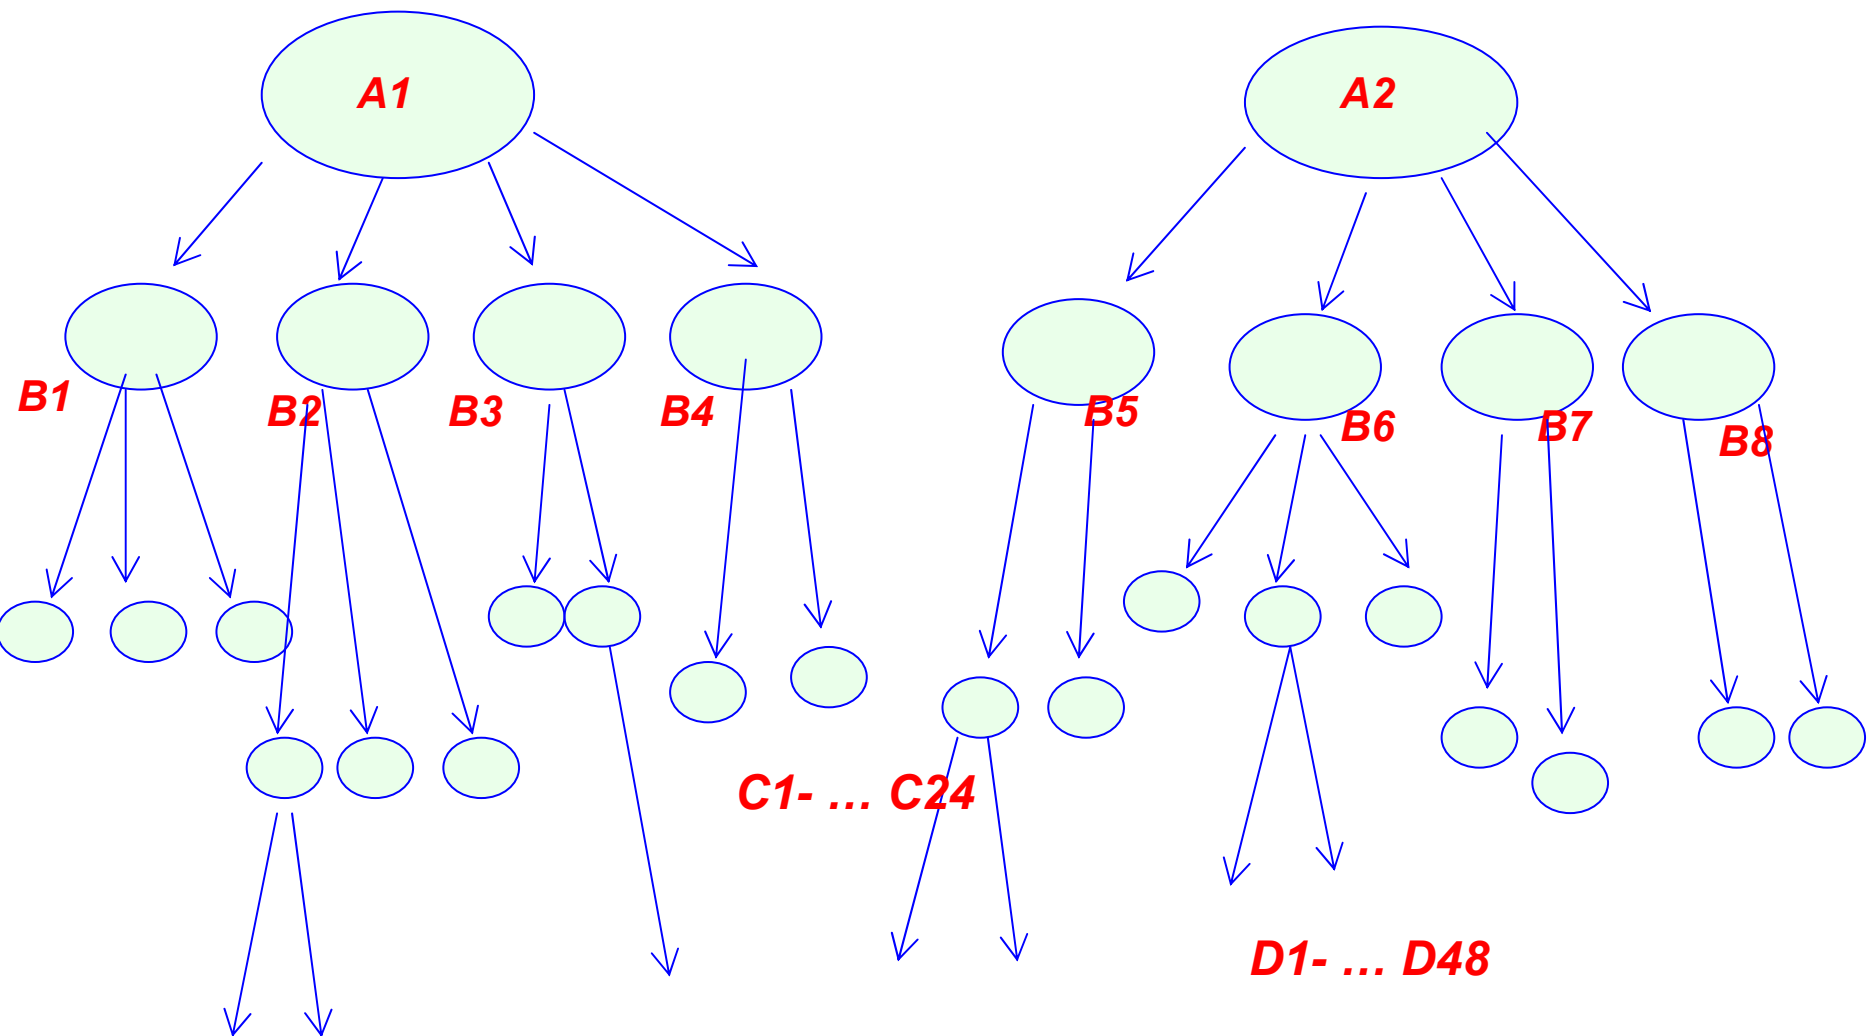 A1
A2
B1
B2
B3
B4
B5
B6
B7
B8
C1- … C24
D1- … D48